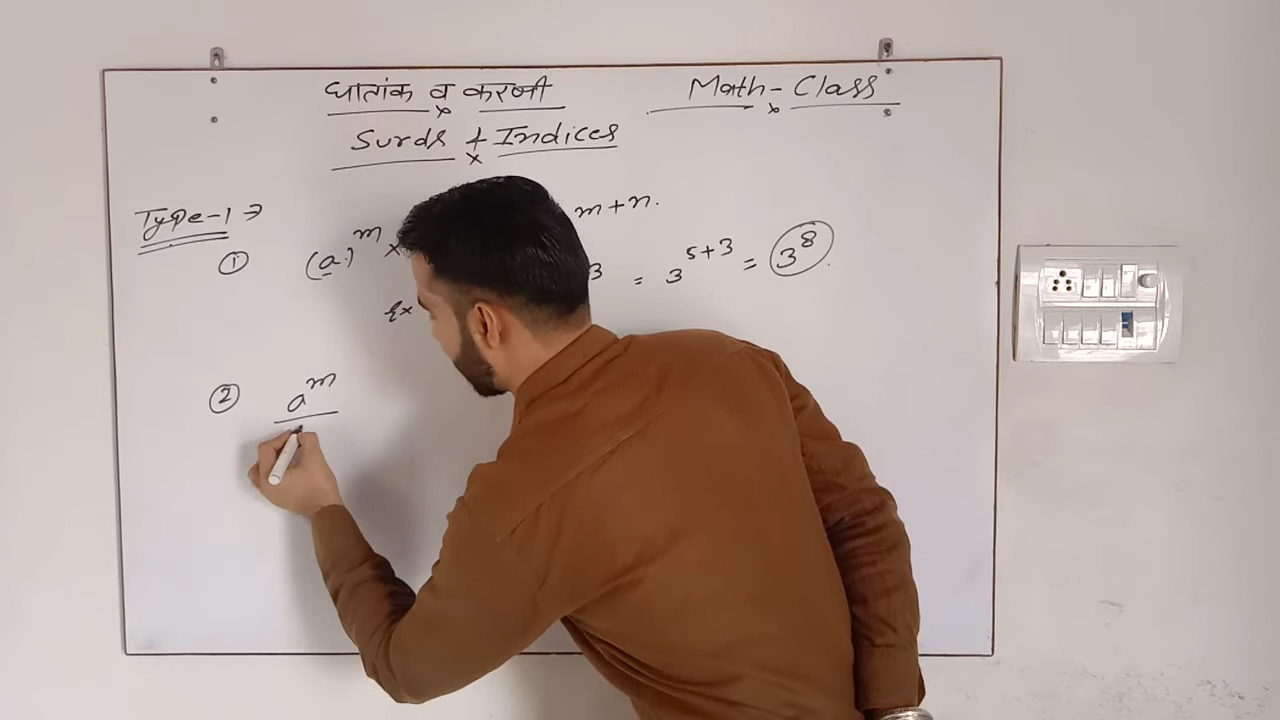 घातांक व करणी Math-Class
Surds & Indices
Type-1 →
① (a)^m × m+n.
Ex 3 = 3^5+3 = 3^8.
② a^m